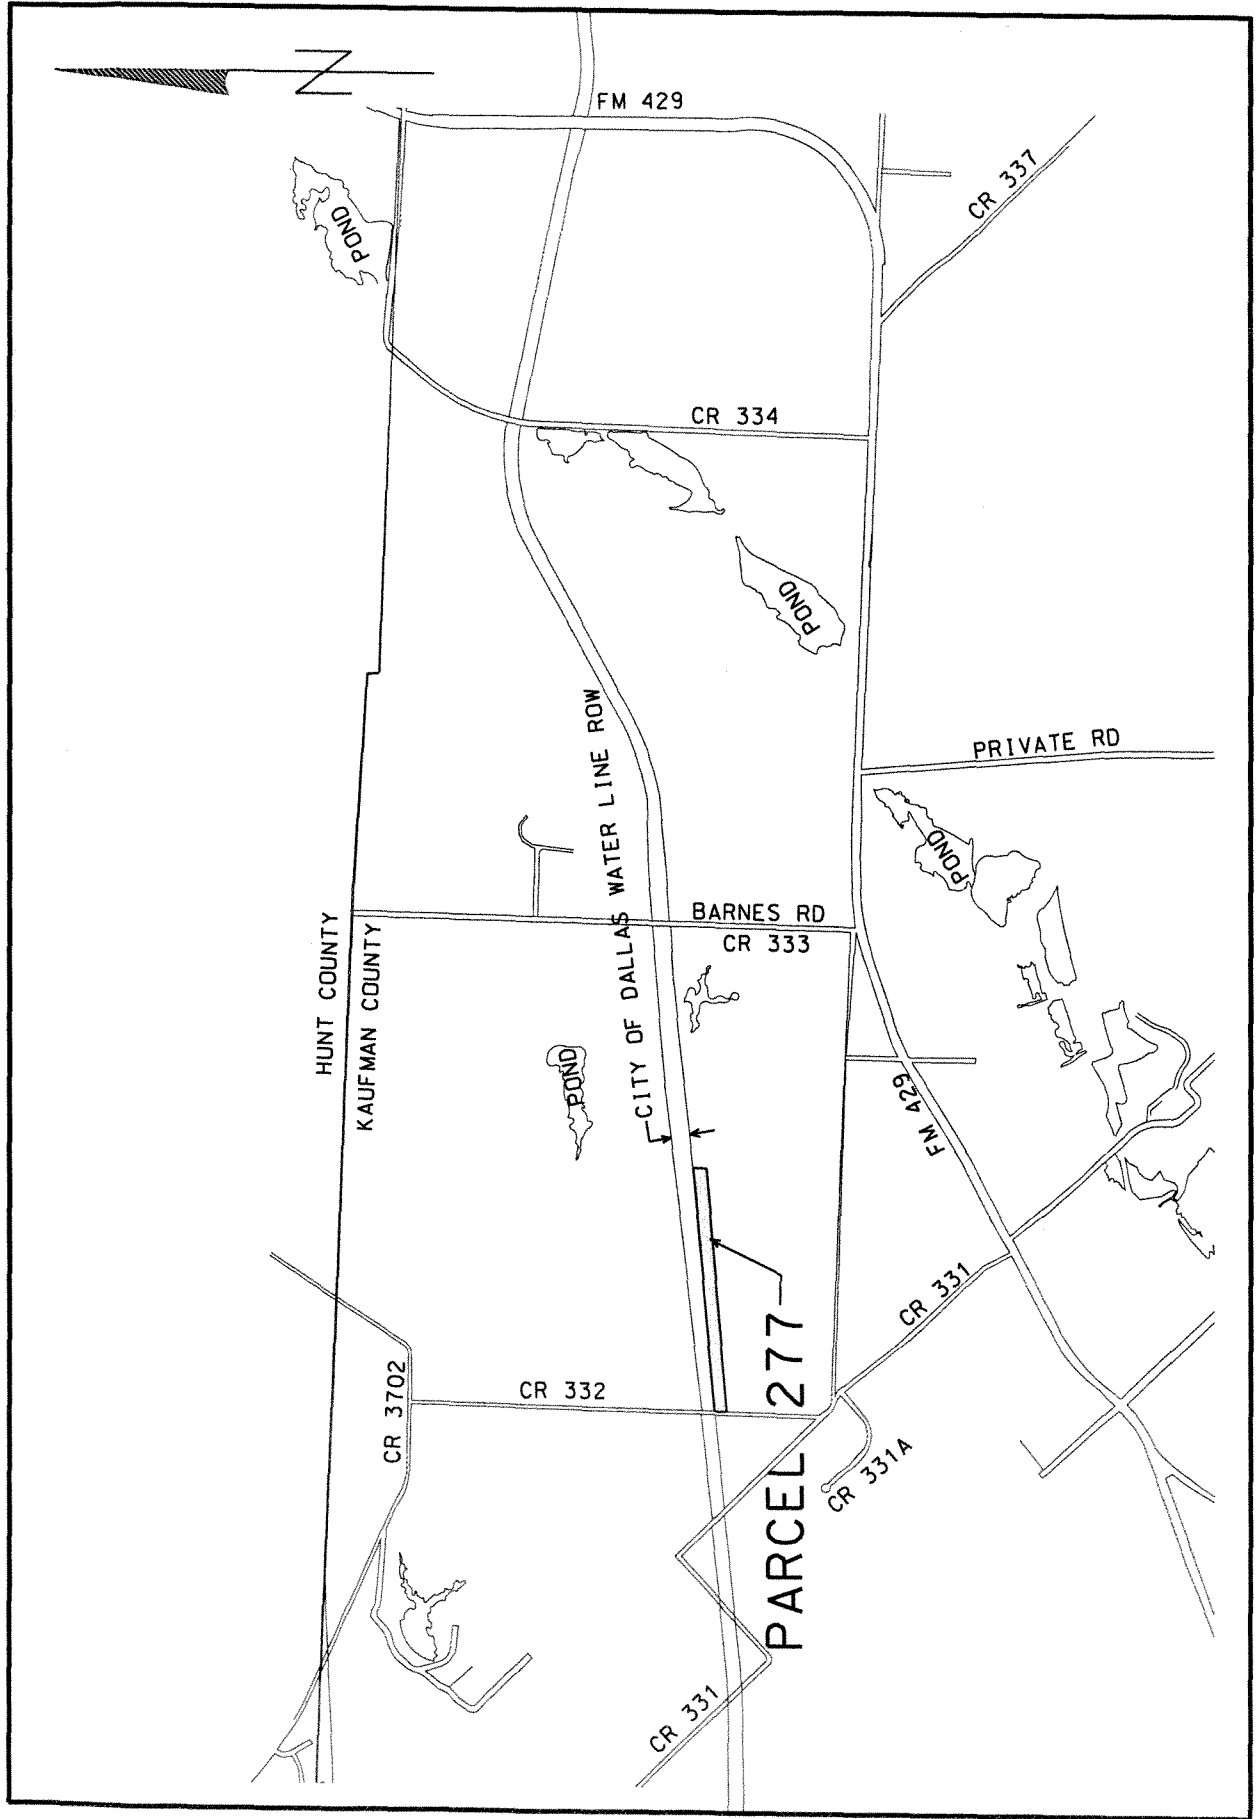 N
FM 429
POND
CR 337
CR 334
POND
CITY OF DALLAS WATER LINE ROW
PRIVATE RD
POND
BARNES RD
CR 333
HUNT COUNTY
KAUFMAN COUNTY
POND
FM 429
CR 331
PARCEL 277
CR 3702
CR 332
CR 331A
CR 331